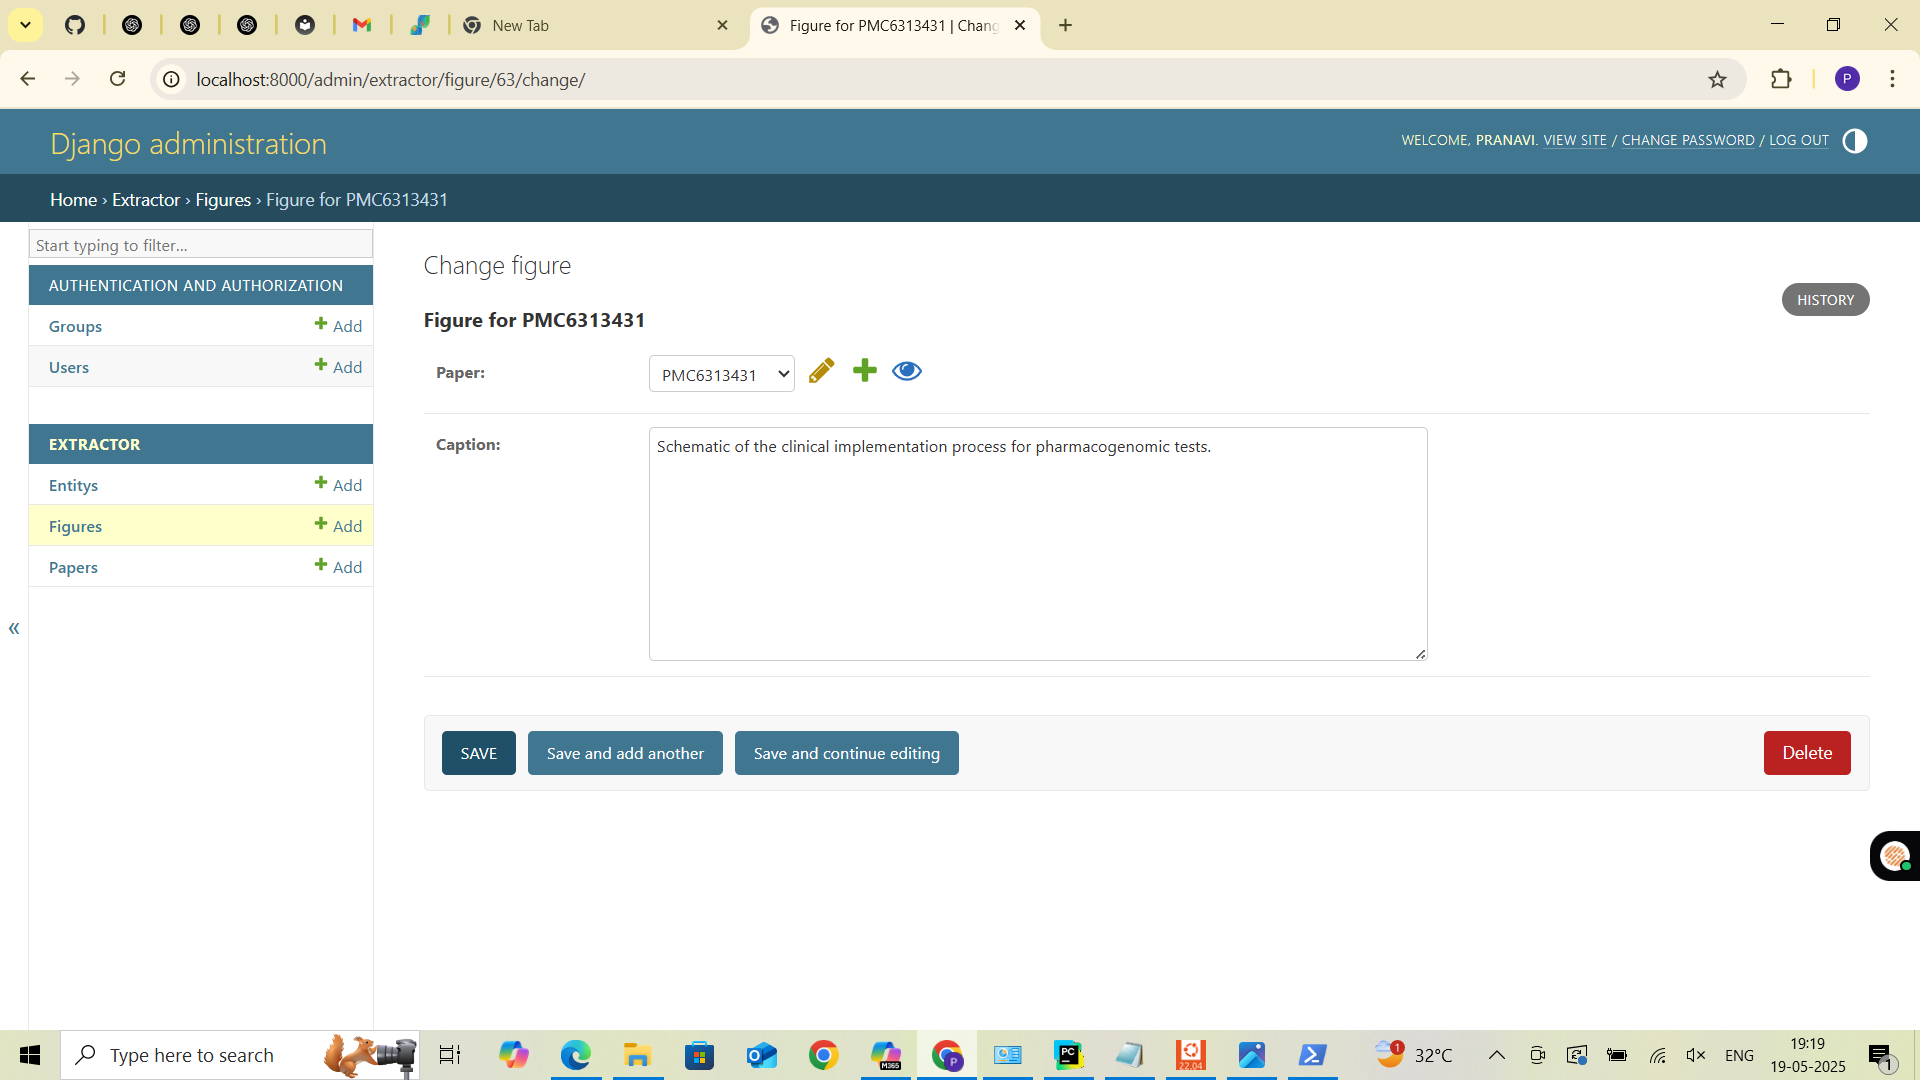 New Tab
Figure for PMC6313431 | Chang
localhost:8000/admin/extractor/figure/63/change/
P
Django administration
WELCOME, PRANAVI. VIEW SITE / CHANGE PASSWORD / LOG OUT
Home › Extractor › Figures › Figure for PMC6313431
Start typing to filter...
AUTHENTICATION AND AUTHORIZATION
Groups
Add
Users
Add
EXTRACTOR
Entitys
Add
Figures
Add
Papers
Add
«
Change figure
HISTORY
Figure for PMC6313431
Paper:
PMC6313431
Caption:
Schematic of the clinical implementation process for pharmacogenomic tests.
SAVE
Save and add another
Save and continue editing
Delete
Type here to search
M365
P
PC
22.04
1
32°C
ENG
19:19
19-05-2025
1